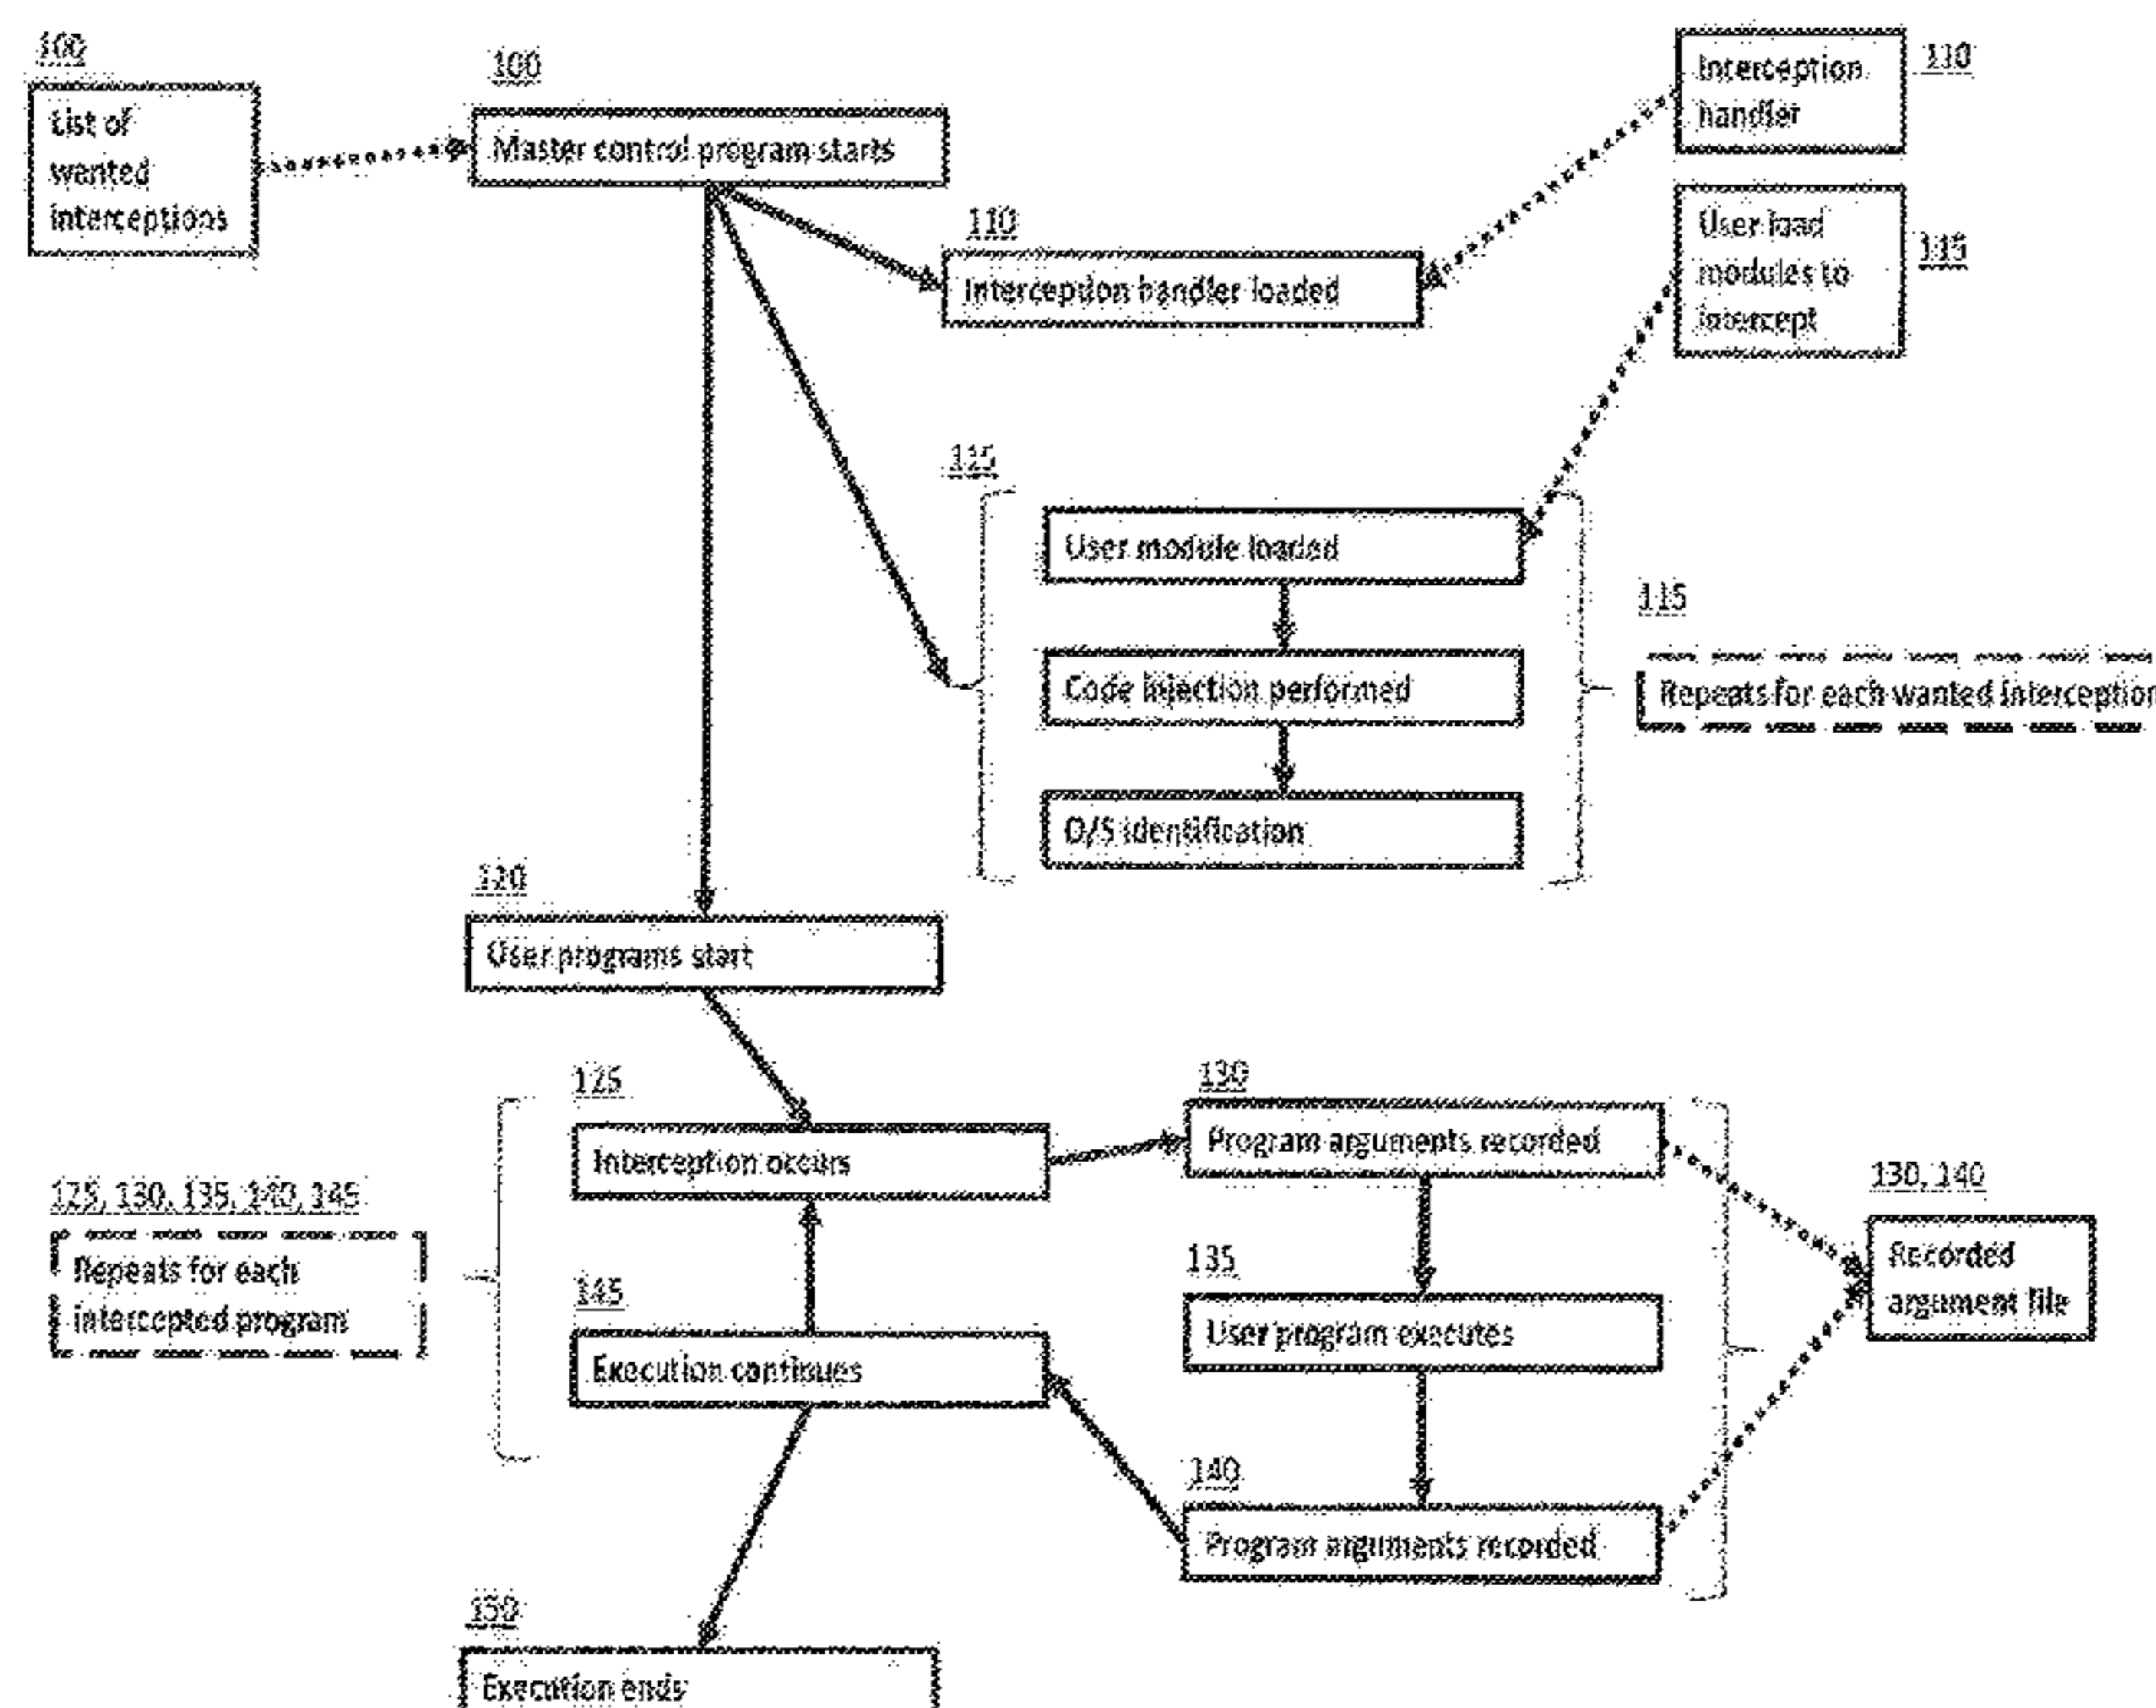 100
List of
wanted
interceptions
100
Master control program starts
110
Interception handler loaded
Interception
handler
110
User load
modules to
intercept
115
115
User module loaded
Code injection performed
O/S identification
115
Repeats for each wanted interception
120
User programs start
125
Interception occurs
130
Program arguments recorded
125, 130, 135, 140, 145
Repeats for each
intercepted program
145
Execution continues
135
User program executes
130, 140
Recorded
argument file
140
Program arguments recorded
150
Execution ends